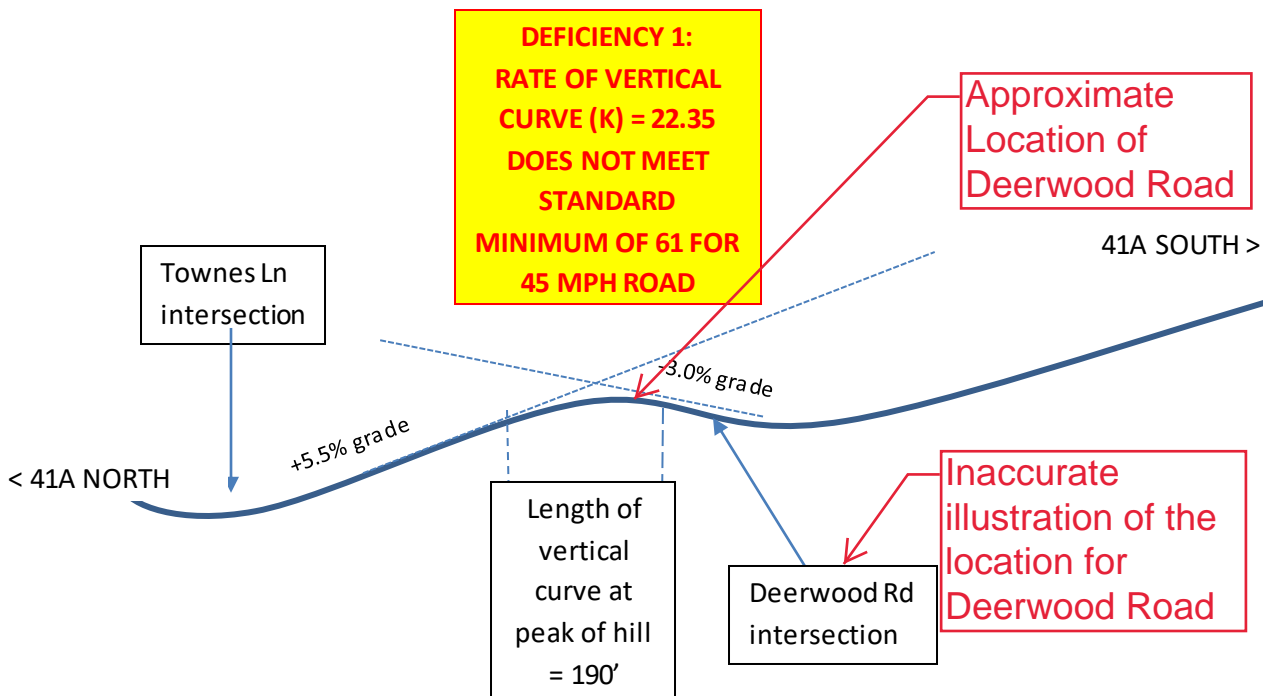 DEFICIENCY 1:
RATE OF VERTICAL
CURVE (K) = 22.35
DOES NOT MEET
STANDARD
MINIMUM OF 61 FOR
45 MPH ROAD
Approximate
Location of
Deerwood Road
41A SOUTH >
Townes Ln
intersection
-3.0% grade
+5.5% grade
< 41A NORTH
Length of
vertical
curve at
peak of hill
= 190’
Deerwood Rd
intersection
Inaccurate
illustration of the
location for
Deerwood Road